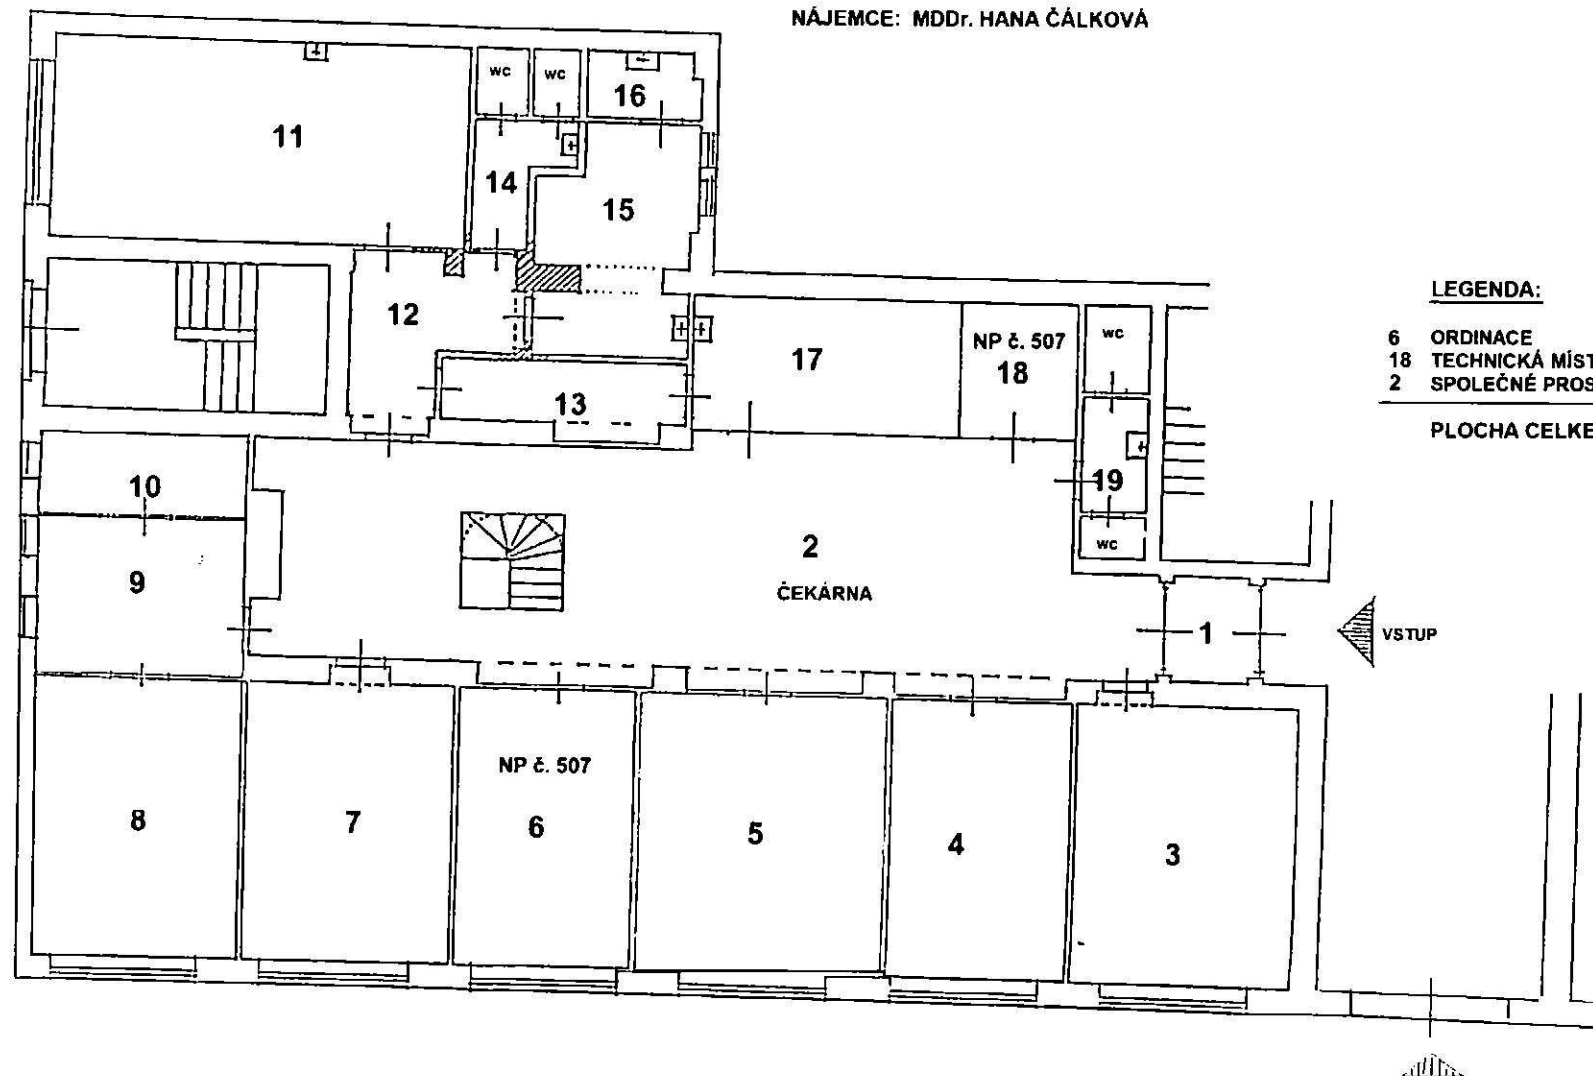 NÁJEMCE: MDDr. HANA ČÁLKOVÁ
WC
WC
16
11
14
15
LEGENDA:
6 ORDINACE
18 TECHNICKÁ MÍST
2 SPOLEČNÉ PROS
PLOCHA CELKE
12
17
NP č. 507
18
WC
13
10
19
WC
9
2
ČEKÁRNA
1
VSTUP
8
7
NP č. 507
6
5
4
3